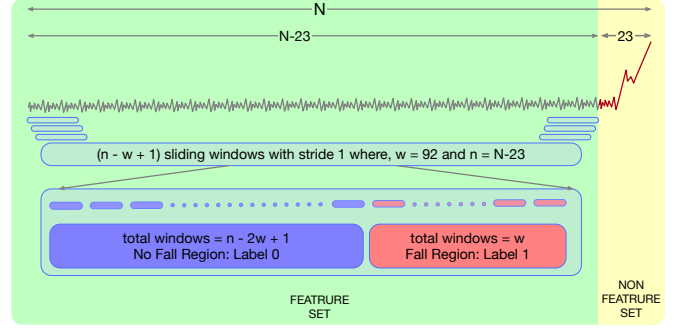 N
N-23
23
(n - w + 1) sliding windows with stride 1 where, w = 92 and n = N-23
total windows = n - 2w + 1
No Fall Region: Label 0
total windows = w
Fall Region: Label 1
FEATRURE
SET
NON
FEATRURE
SET